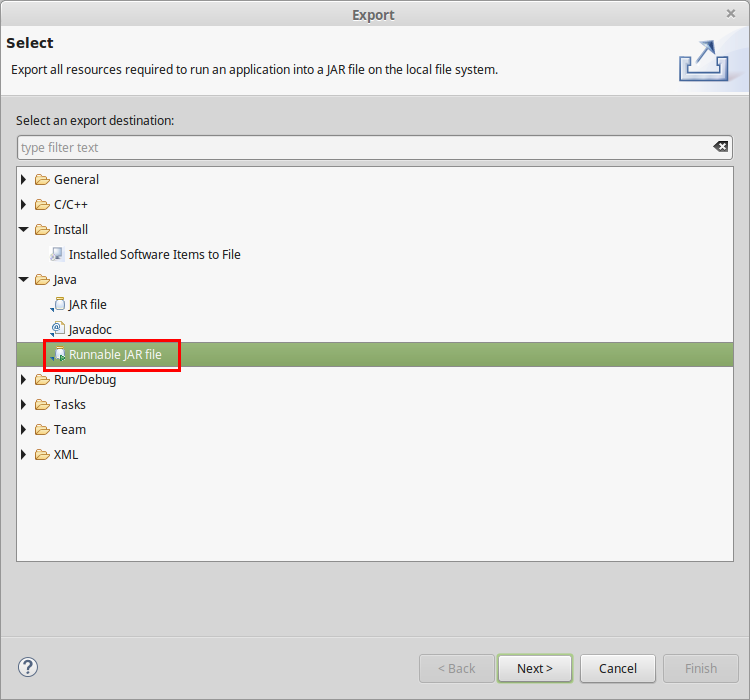 Export
Select
Export all resources required to run an application into a JAR file on the local file system.
Select an export destination:
type filter text
General
C/C++
Install
Installed Software Items to File
Java
JAR file
Javadoc
Runnable JAR file
Run/Debug
Tasks
Team
XML
< Back Next > Cancel Finish